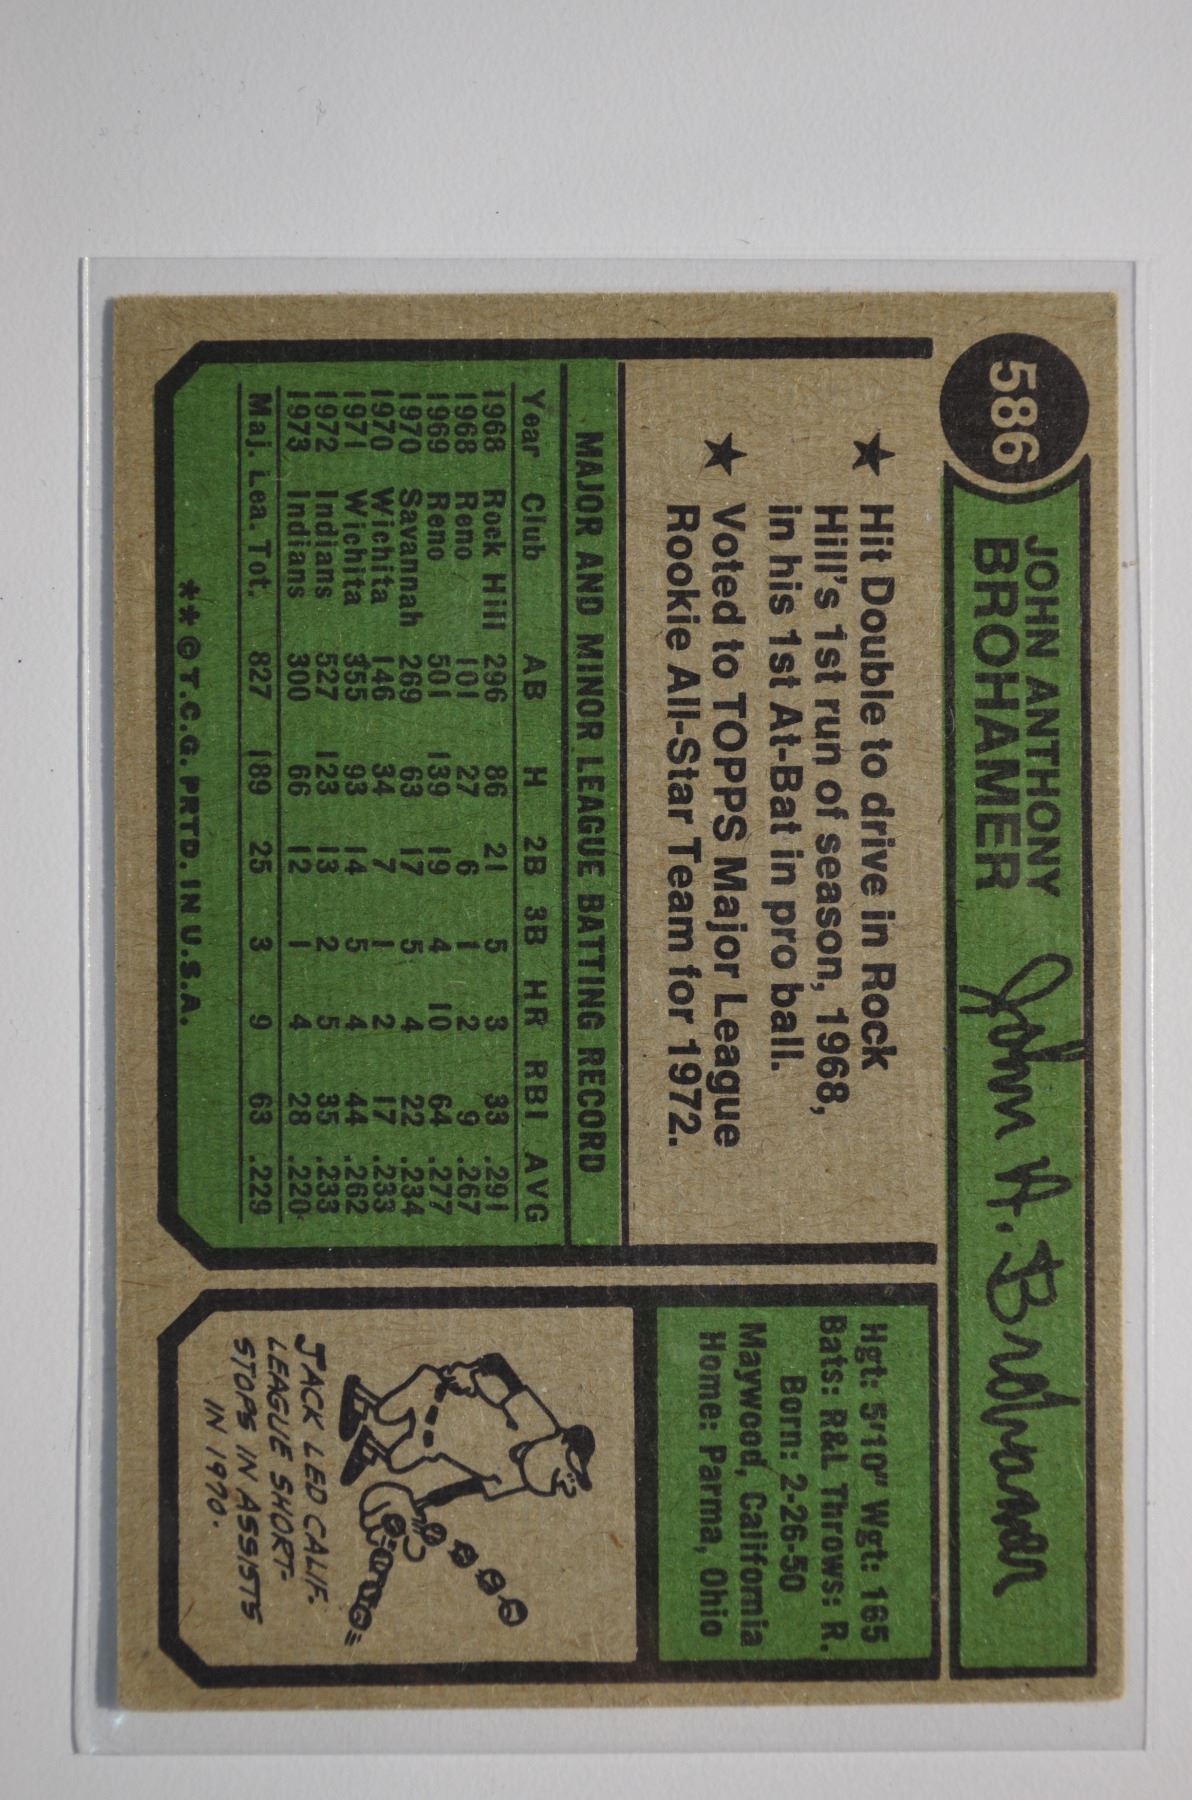 586
JOHN ANTHONY
BROHAMER
John A. Brohamer
★ Hit Double to drive in Rock
Hill's 1st run of season, 1968,
in his 1st At-Bat in pro ball.
★ Voted to TOPPS Major League
Rookie All-Star Team for 1972.
MAJOR AND MINOR LEAGUE BATTING RECORD
Year Club AB H 2B 3B HR RBI AVG
1968 Rock Hill 296 86 21 5 3 33 .291
1968 Reno 101 27 6 1 2 9 .267
1969 Reno 501 139 19 4 10 64 .277
1970 Savannah 269 63 17 5 4 22 .234
1970 Wichita 146 34 7 1 2 17 .233
1971 Wichita 355 93 14 5 4 44 .262
1972 Indians 527 123 13 2 5 35 .233
1973 Indians 300 66 12 1 4 28 .220
Maj. Lea. Tot. 827 189 25 3 9 63 .229
** © T.C.G. PRTD. IN U.S.A.
Hgt: 5'10" Wgt: 165
Bats: R&L Throws: R.
Born: 2-26-50
Maywood, California
Home: Parma, Ohio
JACK LED CALIF.
LEAGUE SHORT-
STOPS IN ASSISTS
IN 1970.